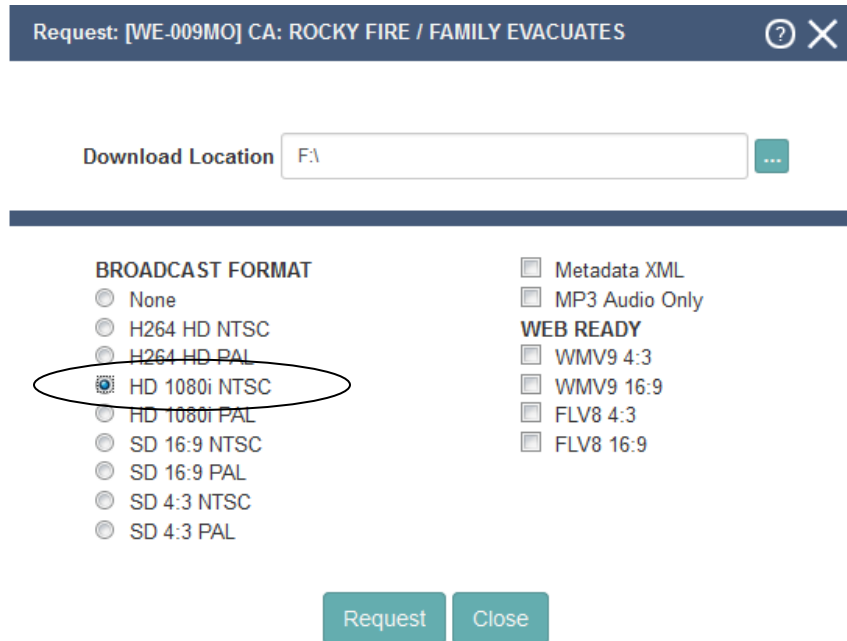 Request: [WE-009MO] CA: ROCKY FIRE / FAMILY EVACUATES
Download Location F:\ ...
BROADCAST FORMAT
None
H264 HD NTSC
H264 HD PAL
HD 1080i NTSC
HD 1080i PAL
SD 16:9 NTSC
SD 16:9 PAL
SD 4:3 NTSC
SD 4:3 PAL
Metadata XML
MP3 Audio Only
WEB READY
WMV9 4:3
WMV9 16:9
FLV8 4:3
FLV8 16:9
Request Close